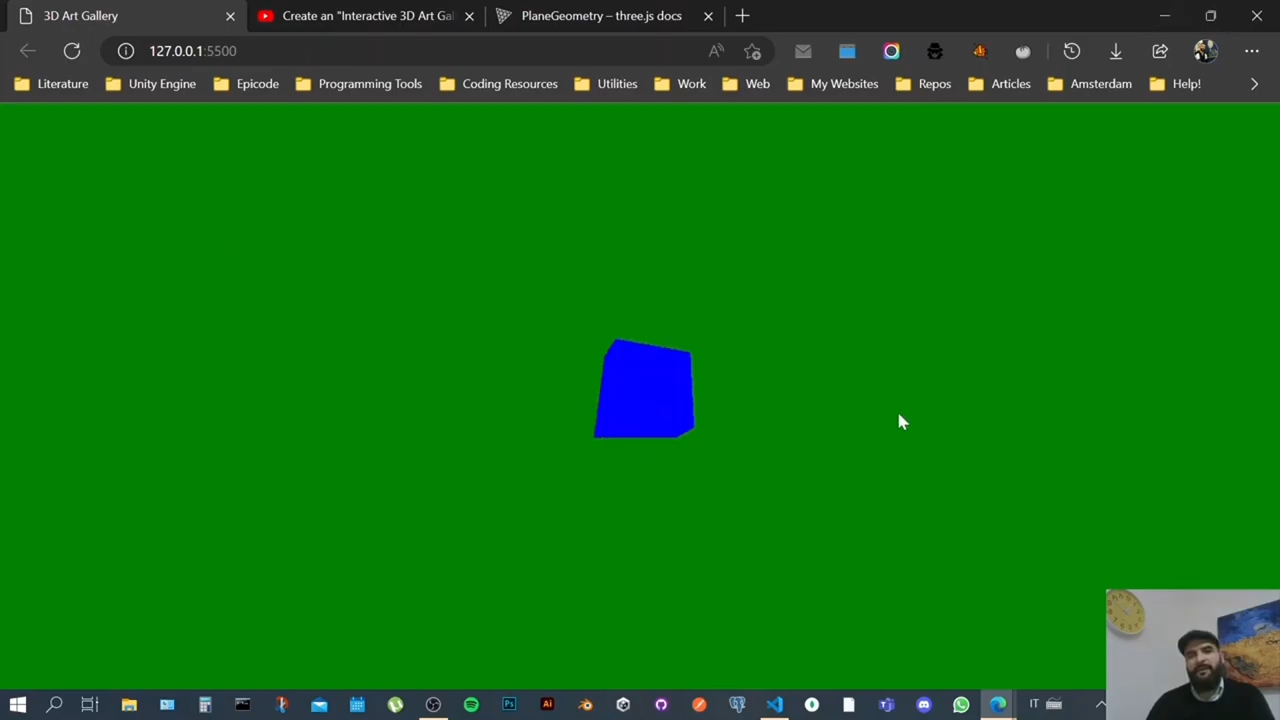 3D Art Gallery
Create an "Interactive 3D Art Gal
PlaneGeometry – three.js docs
127.0.0.1:5500
Literature
Unity Engine
Epicode
Programming Tools
Coding Resources
Utilities
Work
Web
My Websites
Repos
Articles
Amsterdam
Help!
IT